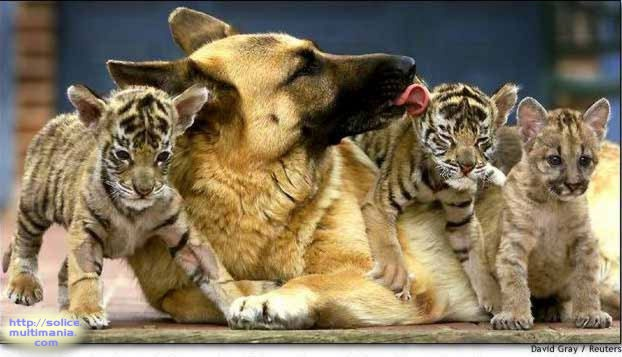 http://solice.
multimania.
com
David Gray / Reuters